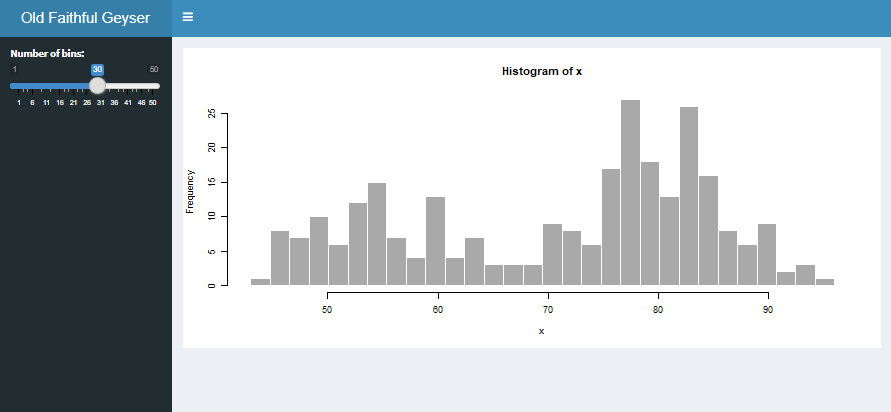 Old Faithful Geyser
Number of bins:
1 30 50
1 6 11 16 21 26 31 36 41 46 50
Histogram of x
Frequency
25
20
15
10
5
0
50 60 70 80 90
x